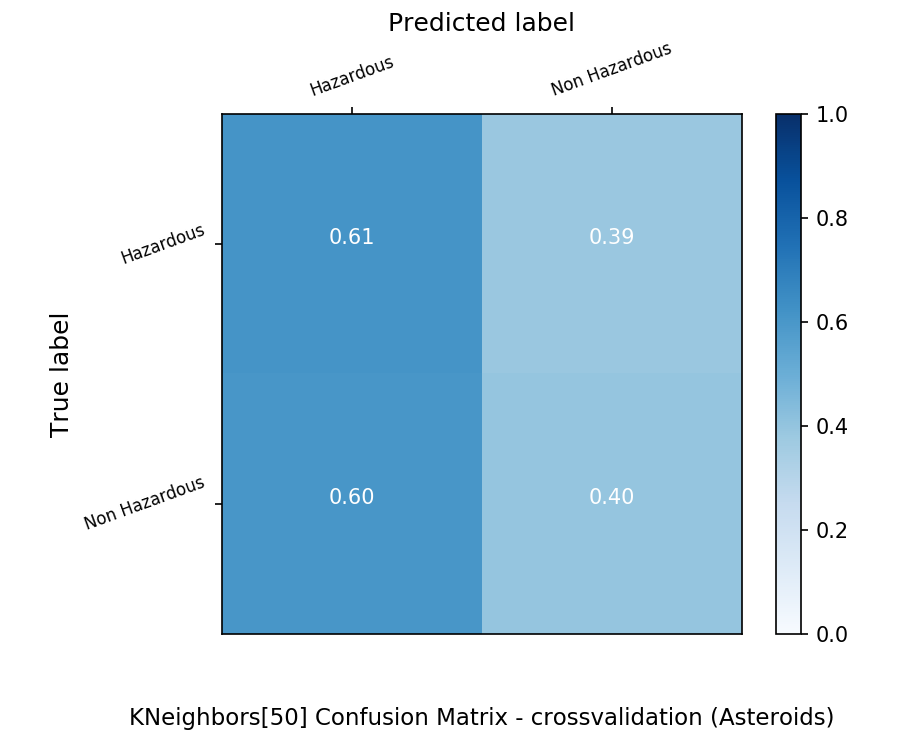 Predicted label
Hazardous
Non Hazardous
1.0
0.8
0.6
0.4
0.2
0.0
True label
Hazardous
0.61
0.39
Non Hazardous
0.60
0.40
KNeighbors[50] Confusion Matrix - crossvalidation (Asteroids)